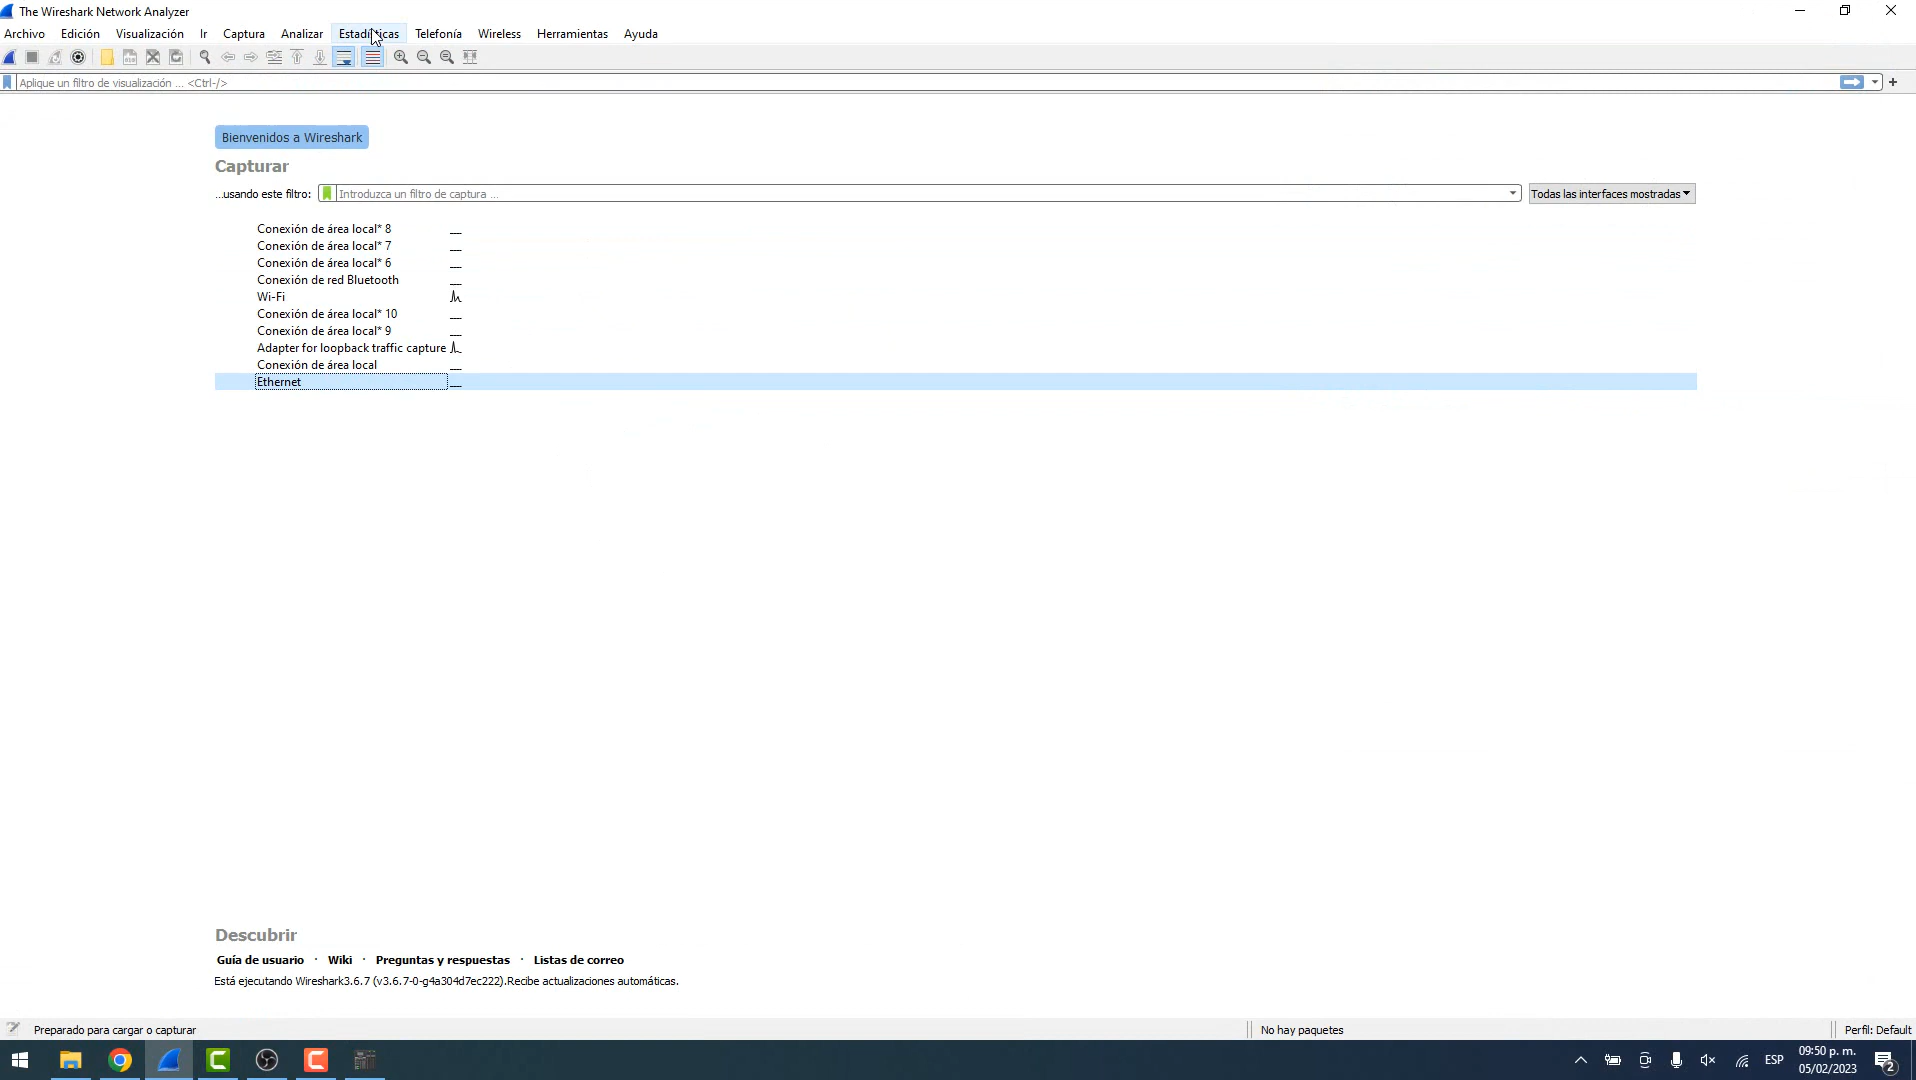 The Wireshark Network Analyzer
Archivo Edición Visualización Ir Captura Analizar Estadísticas Telefonía Wireless Herramientas Ayuda
Aplique un filtro de visualización ... <Ctrl-/>
Bienvenidos a Wireshark
Capturar
...usando este filtro: Introduzca un filtro de captura ... Todas las interfaces mostradas
Conexión de área local* 8
Conexión de área local* 7
Conexión de área local* 6
Conexión de red Bluetooth
Wi-Fi
Conexión de área local* 10
Conexión de área local* 9
Adapter for loopback traffic capture
Conexión de área local
Ethernet
Descubrir
Guía de usuario · Wiki · Preguntas y respuestas · Listas de correo
Está ejecutando Wireshark3.6.7 (v3.6.7-0-g4a304d7ec222).Recibe actualizaciones automáticas.
Preparado para cargar o capturar No hay paquetes Perfil: Default
ESP 09:50 p. m. 2
05/02/2023